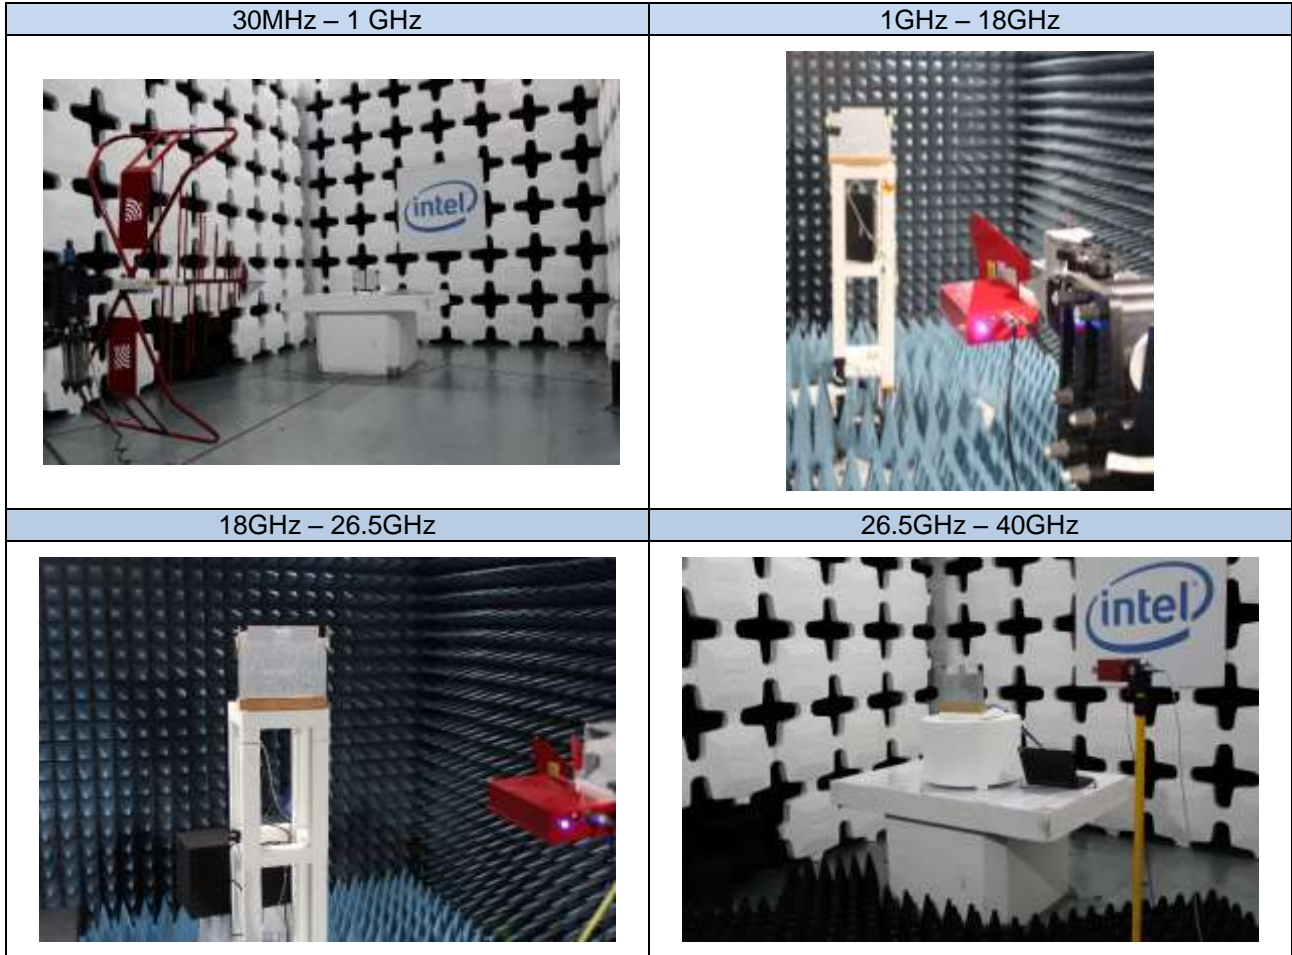 30MHz – 1 GHz
1GHz – 18GHz
intel
18GHz – 26.5GHz
26.5GHz – 40GHz
intel